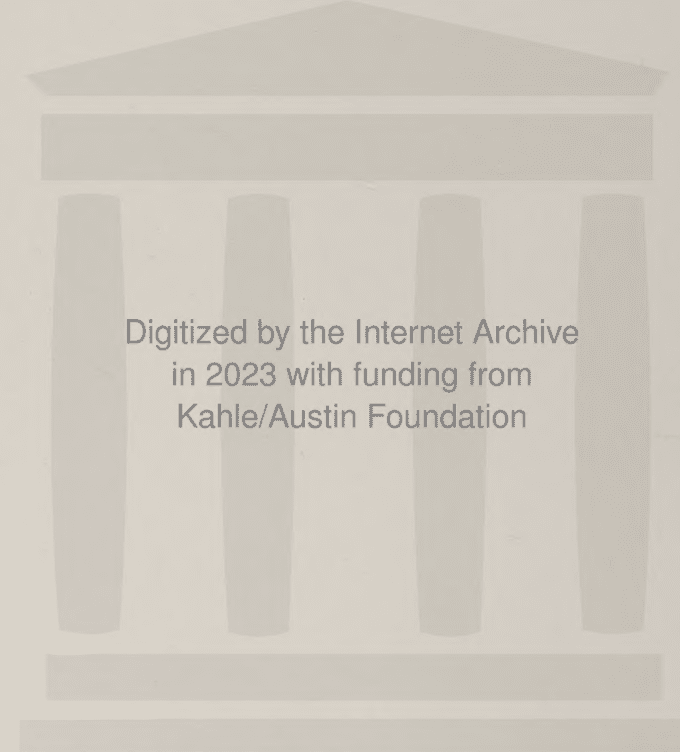 Digitized by the Internet Archive
in 2023 with funding from
Kahle/Austin Foundation